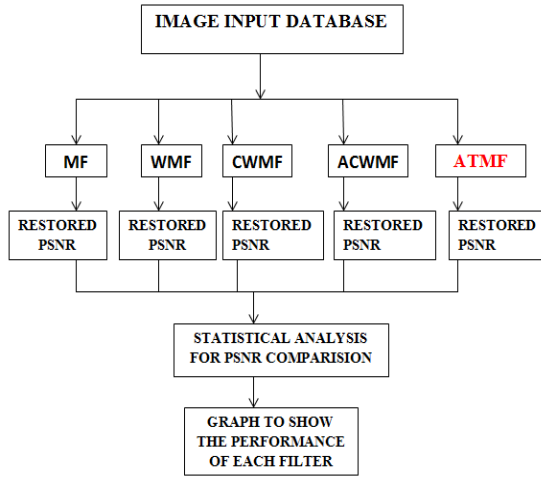 IMAGE INPUT DATABASE
MF
WMF
CWMF
ACWMF
ATMF
RESTORED
PSNR
RESTORED
PSNR
RESTORED
PSNR
RESTORED
PSNR
RESTORED
PSNR
STATISTICAL ANALYSIS
FOR PSNR COMPARISION
GRAPH TO SHOW
THE PERFORMANCE
OF EACH FILTER